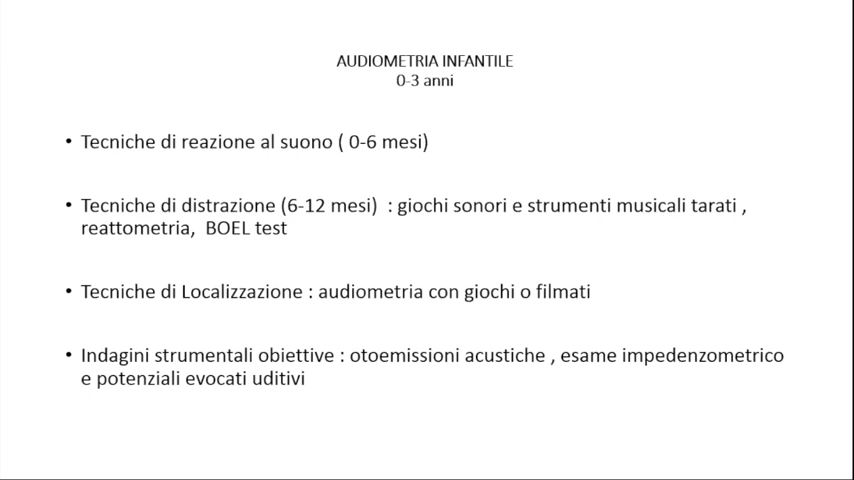 AUDIOMETRIA INFANTILE
0-3 anni
• Tecniche di reazione al suono ( 0-6 mesi)
• Tecniche di distrazione (6-12 mesi)  : giochi sonori e strumenti musicali tarati ,
reattometria,  BOEL test
• Tecniche di Localizzazione : audiometria con giochi o filmati
• Indagini strumentali obiettive : otoemissioni acustiche , esame impedenzometrico
e potenziali evocati uditivi